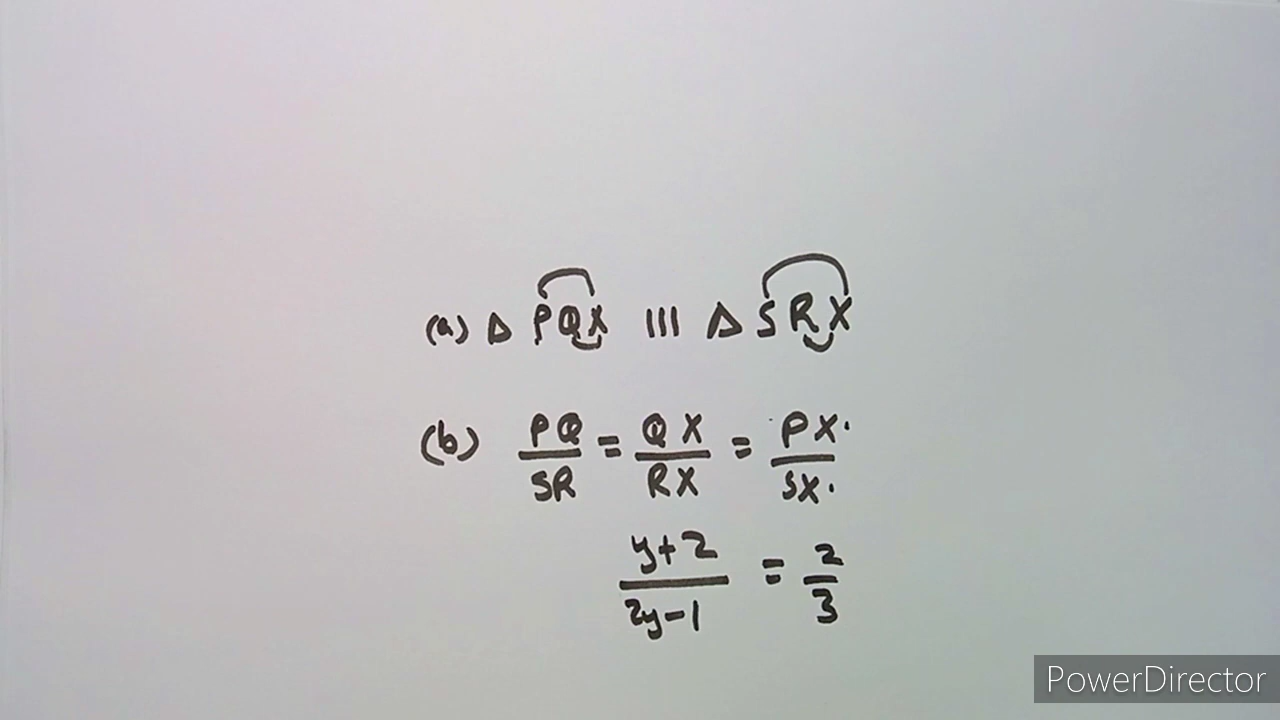 (a) Δ PQX ||| Δ SRX
(b) PQ/SR = QX/RX = PX/SX.
y+2/2y-1 = 2/3
PowerDirector